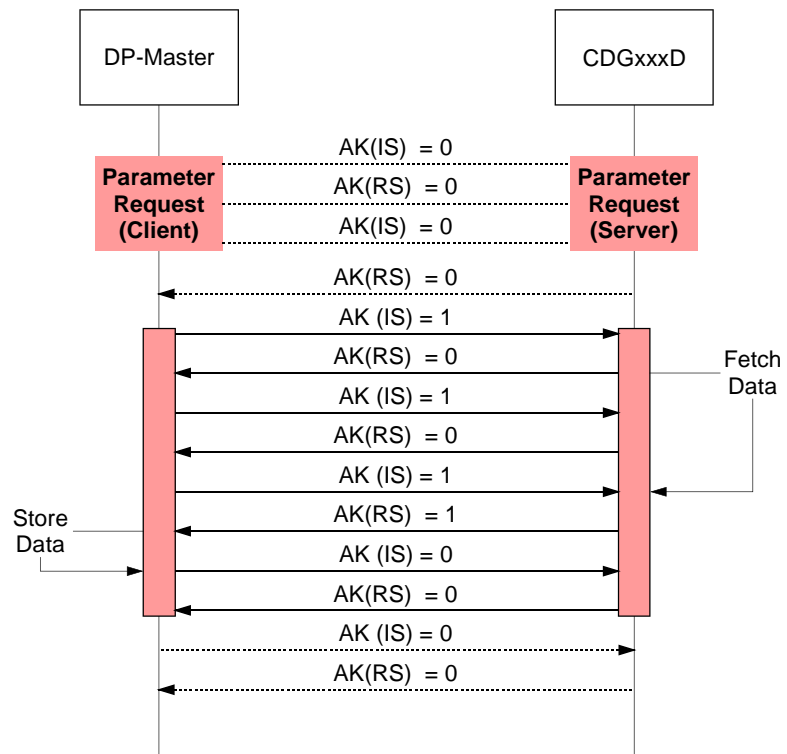 DP-Master
CDGxxxD
AK(IS) = 0
Parameter
Request
(Client)
AK(RS) = 0
Parameter
Request
(Server)
AK(IS) = 0
AK(RS) = 0
AK (IS) = 1
AK(RS) = 0
Fetch
Data
AK (IS) = 1
AK(RS) = 0
AK (IS) = 1
AK(RS) = 1
Store
Data
AK (IS) = 0
AK(RS) = 0
AK (IS) = 0
AK(RS) = 0